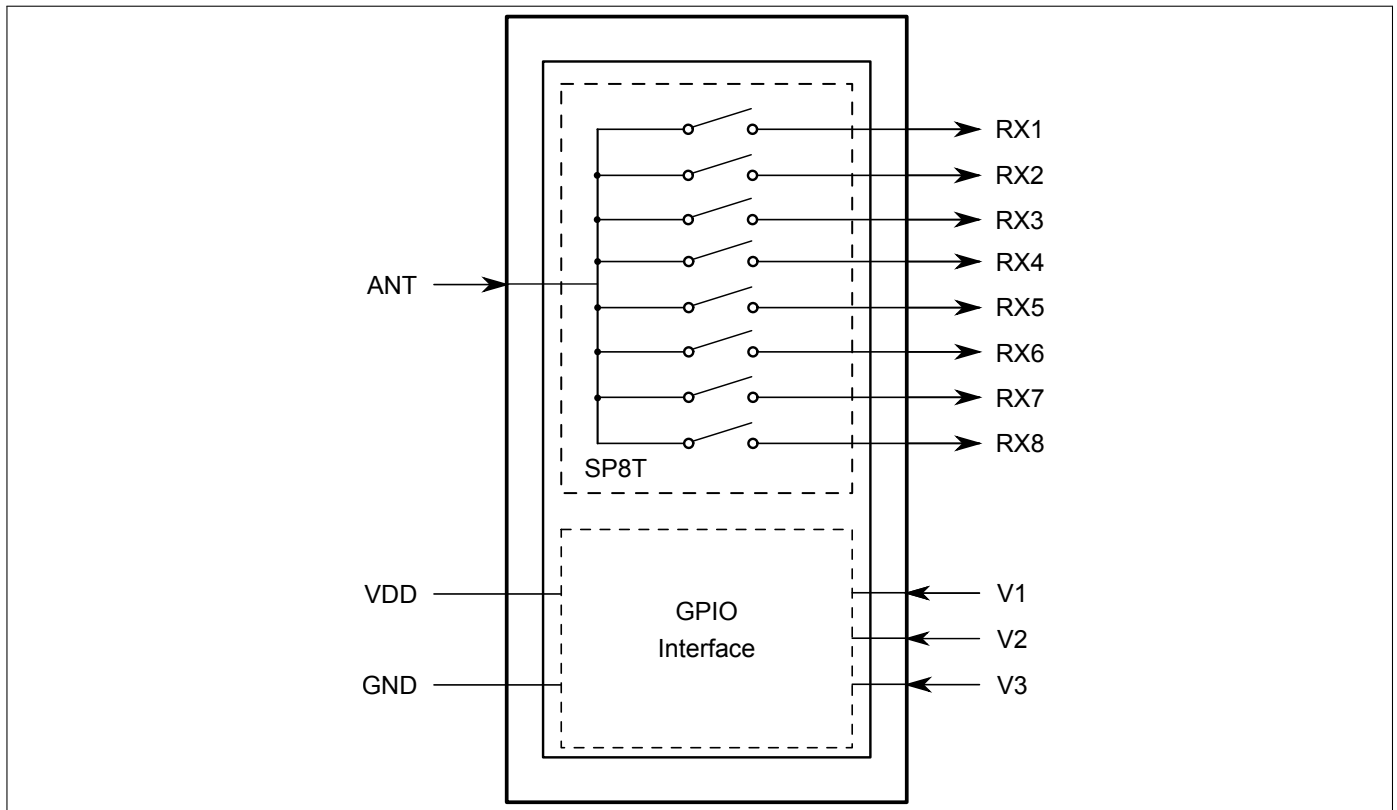 RX1
RX2
RX3
RX4
ANT
RX5
RX6
RX7
RX8
SP8T
VDD
GPIO
Interface
V1
V2
GND
V3